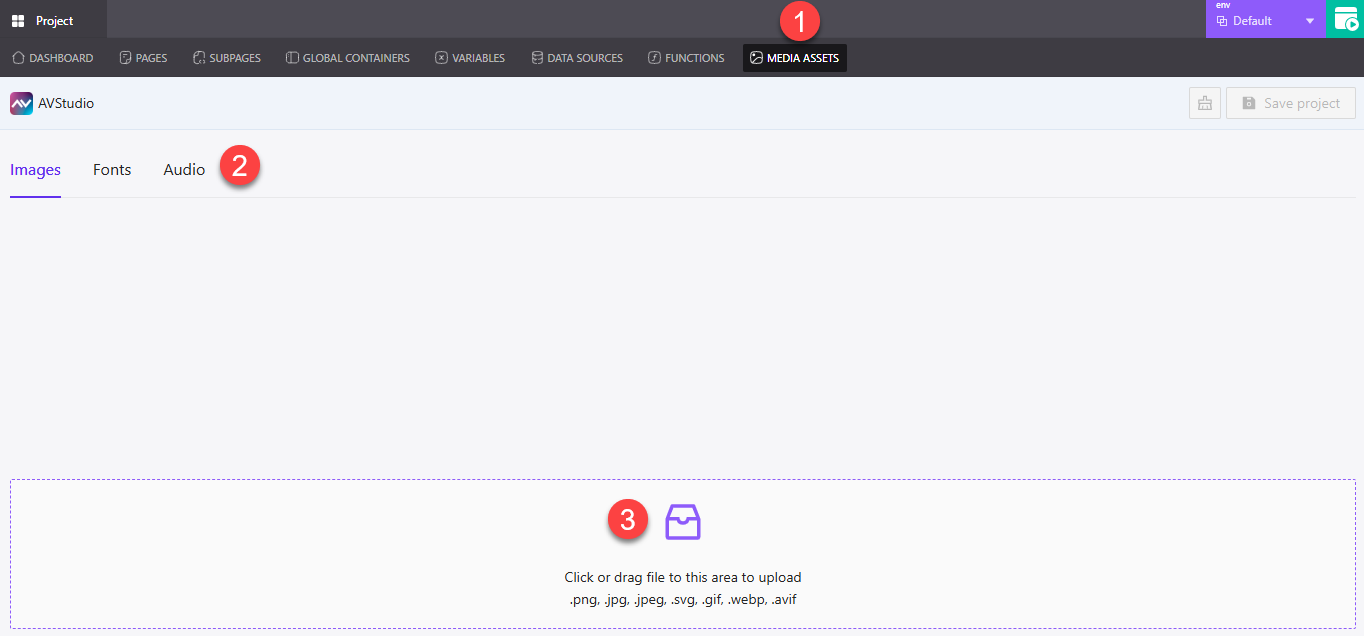 Project
1
env
Default
DASHBOARD
PAGES
SUBPAGES
GLOBAL CONTAINERS
VARIABLES
DATA SOURCES
FUNCTIONS
MEDIA ASSETS
AVStudio
Save project
Images
Fonts
Audio
2
3
Click or drag file to this area to upload
.png, .jpg, .jpeg, .svg, .gif, .webp, .avif